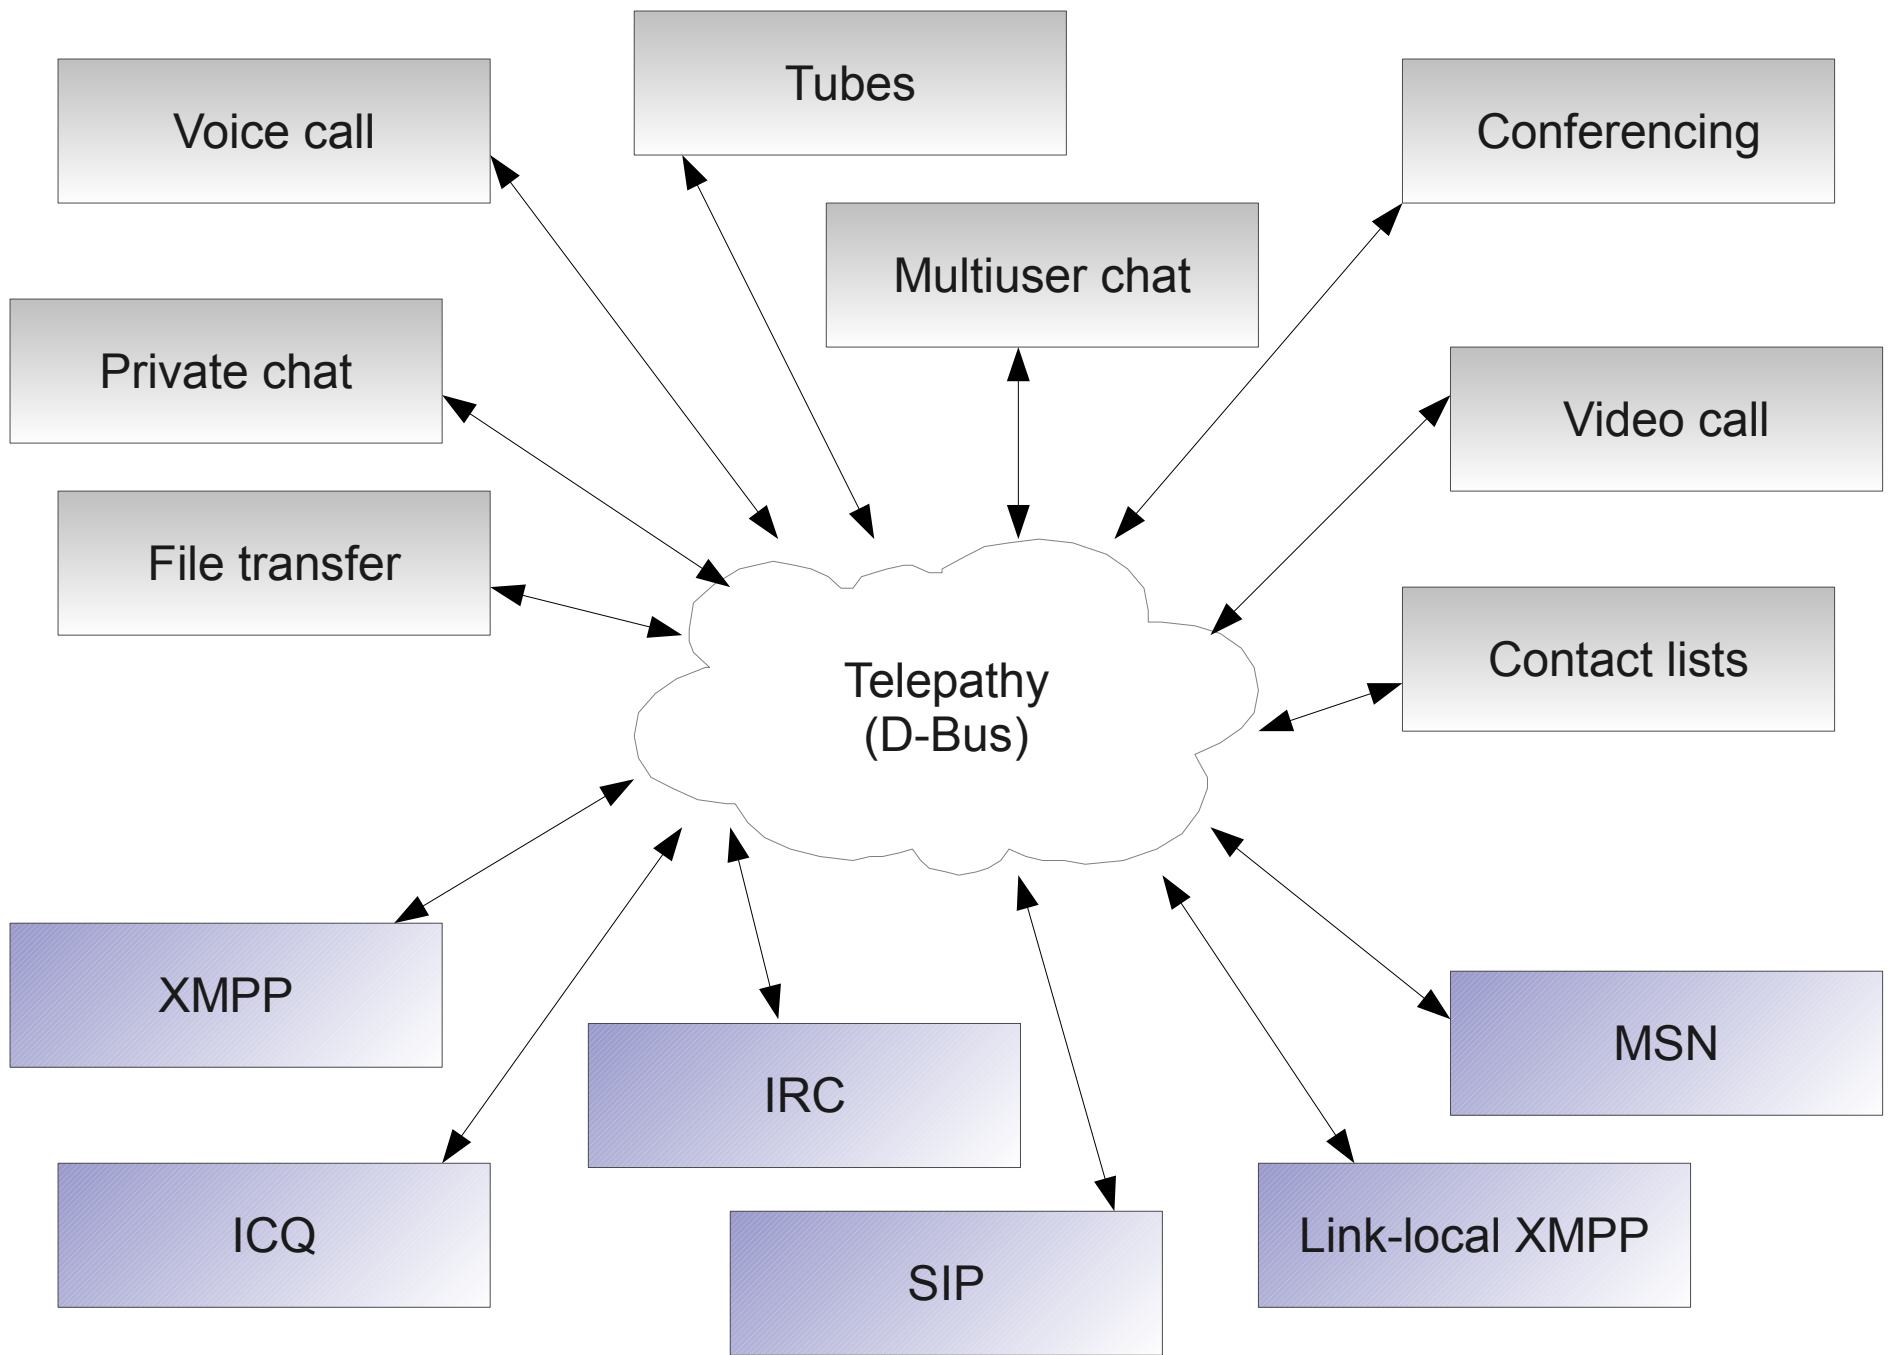 Tubes
Voice call
Conferencing
Multiuser chat
Private chat
Video call
File transfer
Contact lists
Telepathy
(D-Bus)
XMPP
MSN
IRC
ICQ
Link-local XMPP
SIP